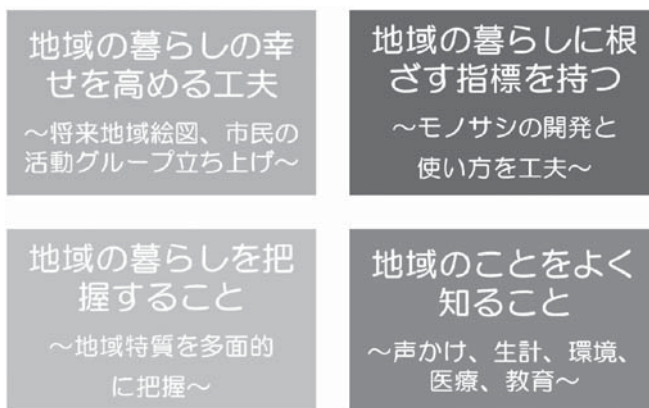 地域の暮らしの幸
せを高める工夫
～将来地域絵図、市民の
活動グループ立ち上げ～
地域の暮らしに根
ざす指標を持つ
～モノサシの開発と
使い方を工夫～
地域の暮らしを把
握すること
～地域特質を多面的
に把握～
地域のことをよく
知ること
～声かけ、生計、環境、
医療、教育～